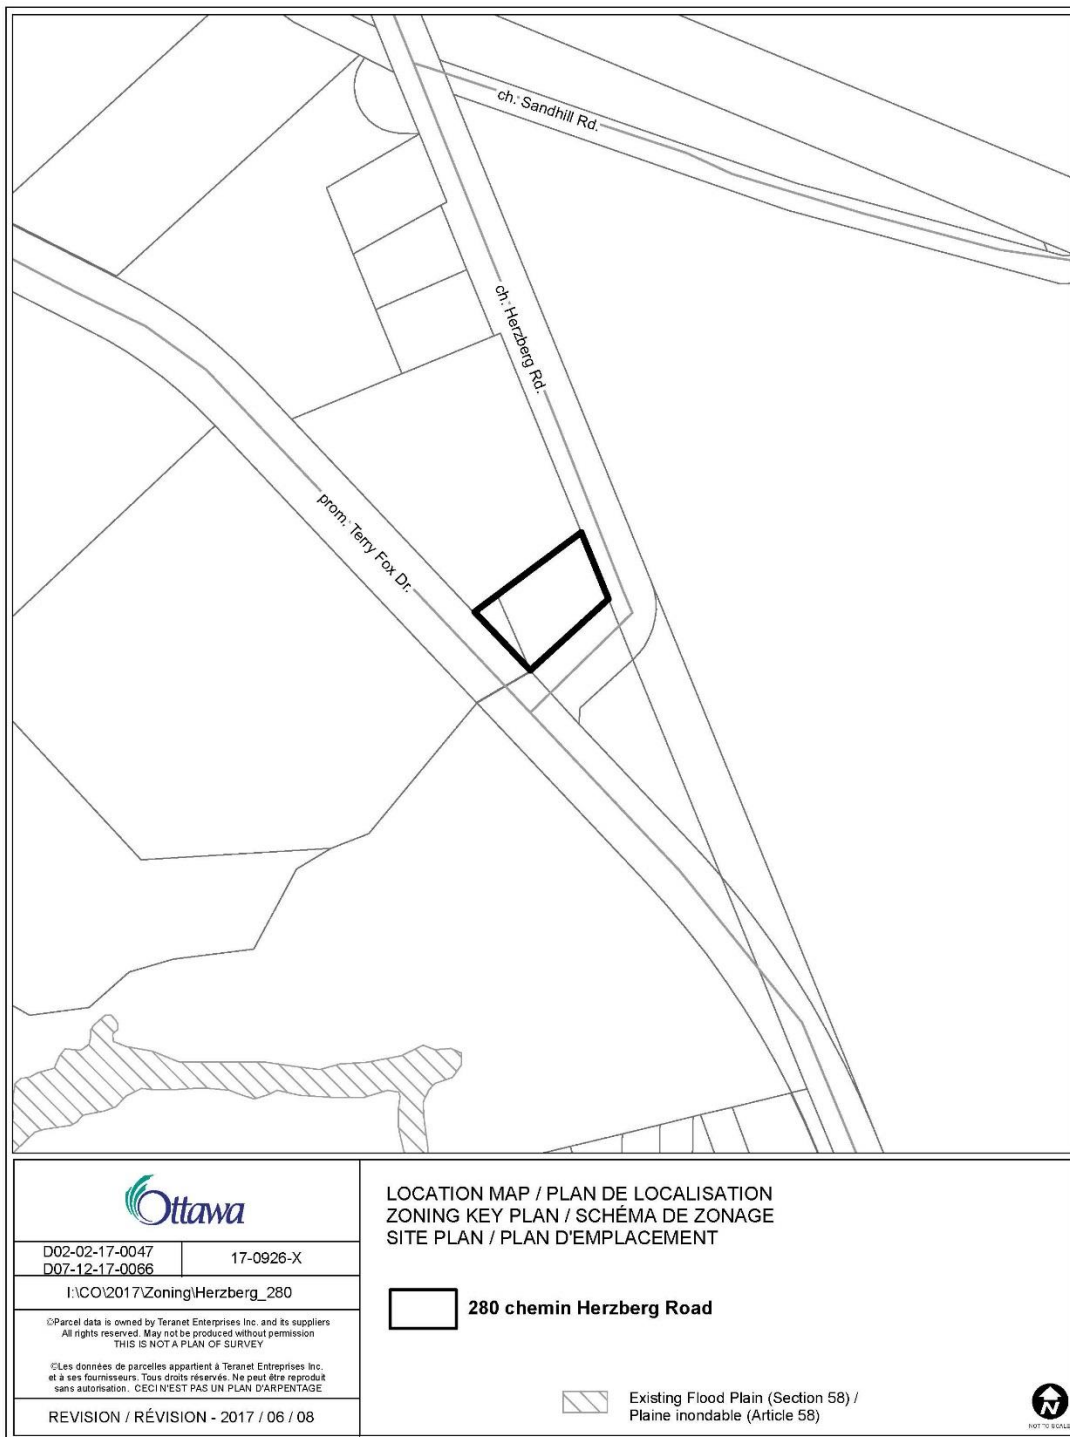 ch. Sandhill Rd.
ch. Herzberg Rd.
prom. Terry Fox Dr.
Ottawa
D02-02-17-0047
D07-12-17-0066
17-0926-X
I:\CO\2017\Zoning\Herzberg_280
©Parcel data is owned by Teranet Enterprises Inc. and its suppliers
All rights reserved. May not be produced without permission
THIS IS NOT A PLAN OF SURVEY
©Les données de parcelles appartient à Teranet Entreprises Inc.
et à ses fournisseurs. Tous droits réservés. Ne peut être reproduit
sans autorisation. CECI N'EST PAS UN PLAN D'ARPENTAGE
REVISION / RÉVISION - 2017 / 06 / 08
LOCATION MAP / PLAN DE LOCALISATION
ZONING KEY PLAN / SCHÉMA DE ZONAGE
SITE PLAN / PLAN D'EMPLACEMENT
280 chemin Herzberg Road
Existing Flood Plain (Section 58) /
Plaine inondable (Article 58)
N
NOT TO SCALE